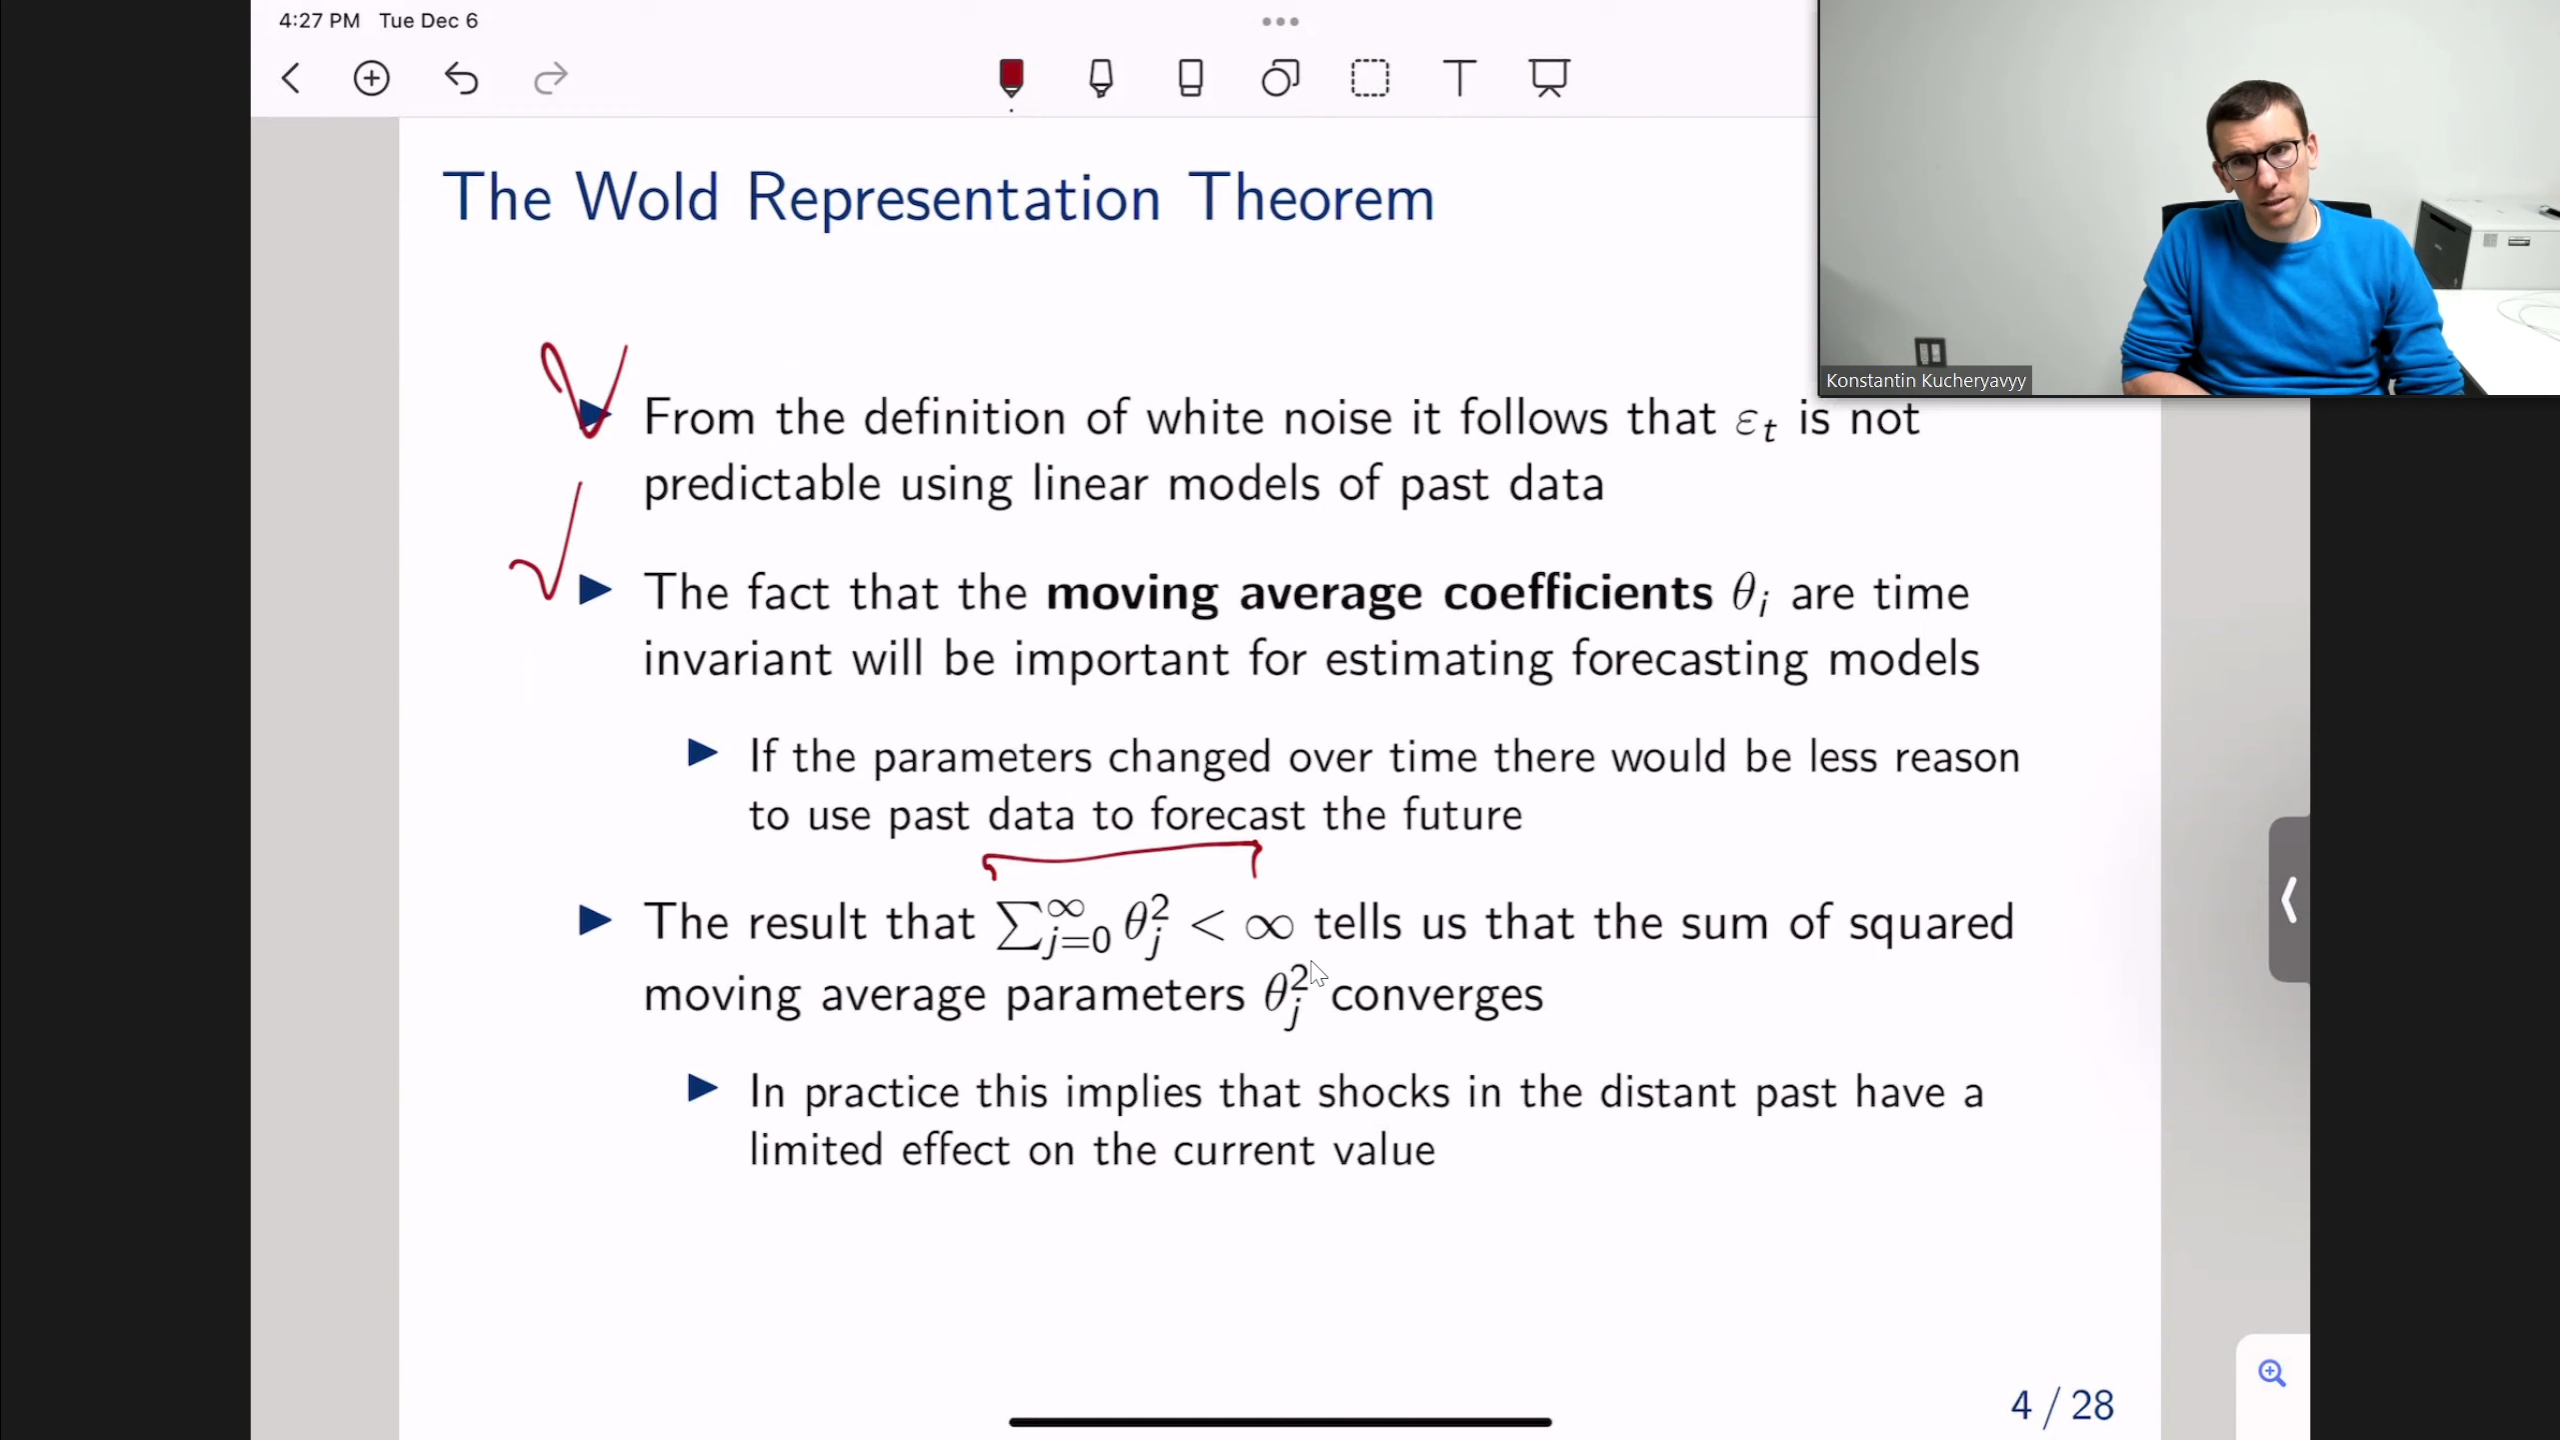 4:27 PM Tue Dec 6
T
The Wold Representation Theorem
Konstantin Kucheryavyy
▶ From the definition of white noise it follows that εₜ is not
predictable using linear models of past data
▶ The fact that the moving average coefficients θᵢ are time
invariant will be important for estimating forecasting models
▶ If the parameters changed over time there would be less reason
to use past data to forecast the future
▶ The result that ∑_{j=0}^{∞} θ_j^2 < ∞ tells us that the sum of squared
moving average parameters θ_j^2 converges
▶ In practice this implies that shocks in the distant past have a
limited effect on the current value
4 / 28